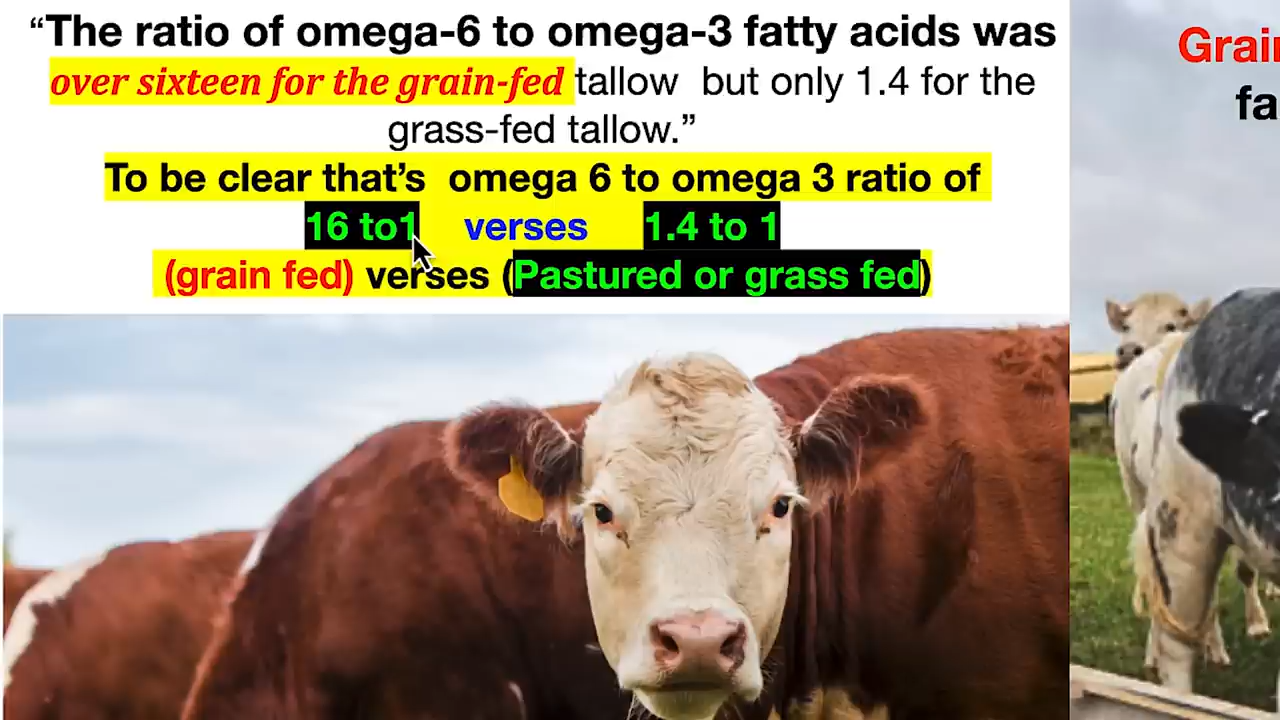 “The ratio of omega-6 to omega-3 fatty acids was
over sixteen for the grain-fed tallow but only 1.4 for the
grass-fed tallow.”
To be clear that’s omega 6 to omega 3 ratio of
16 to1 verses 1.4 to 1
(grain fed) verses (Pastured or grass fed)